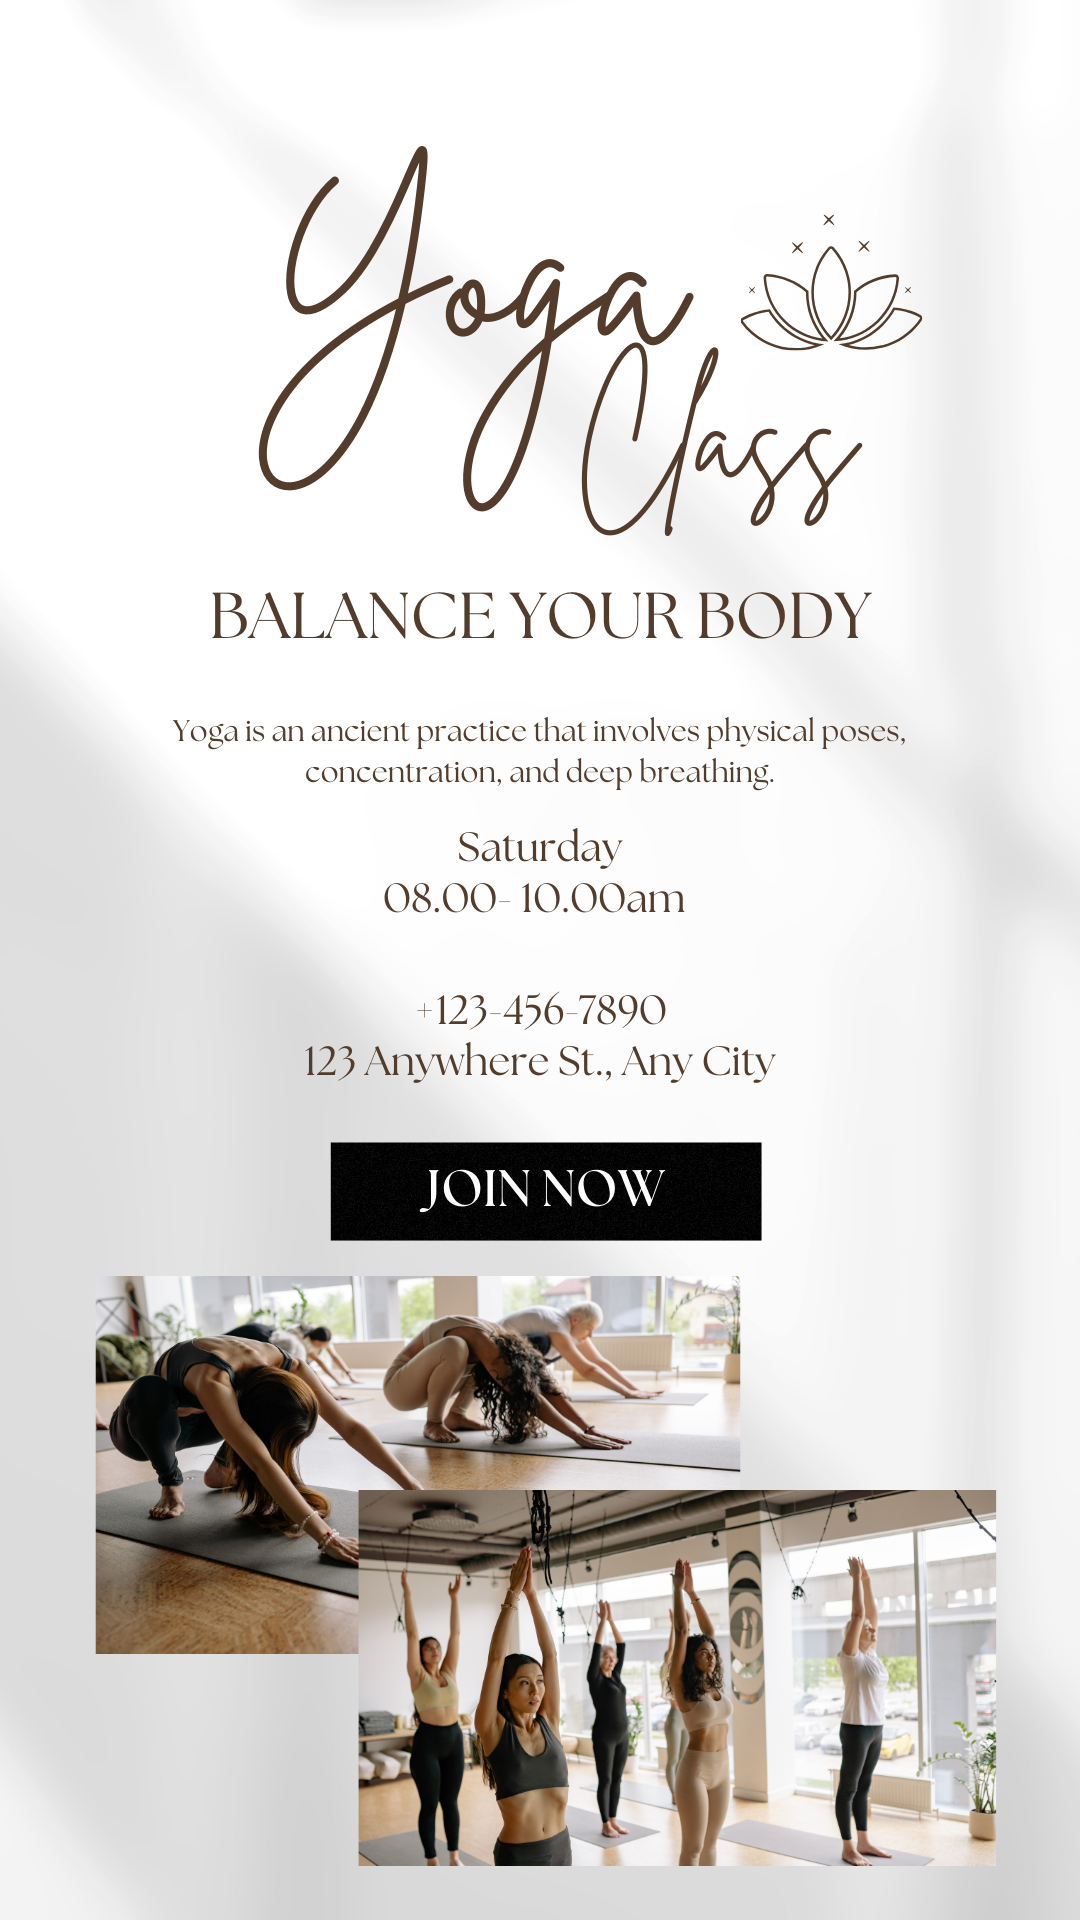 Yoga
Class
BALANCE YOUR BODY
Yoga is an ancient practice that involves physical poses,
concentration, and deep breathing.
Saturday
08.00- 10.00am
+123-456-7890
123 Anywhere St., Any City
JOIN NOW